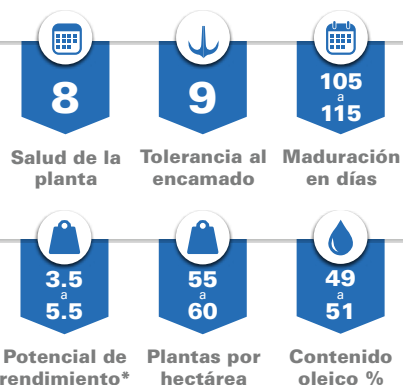 8
9
105
a
115
Salud de la
planta
Tolerancia al
encamado
Maduración
en días
3.5
a
5.5
55
a
60
49
a
51
Potencial de
rendimiento*
Plantas por
hectárea
Contenido
oleico %